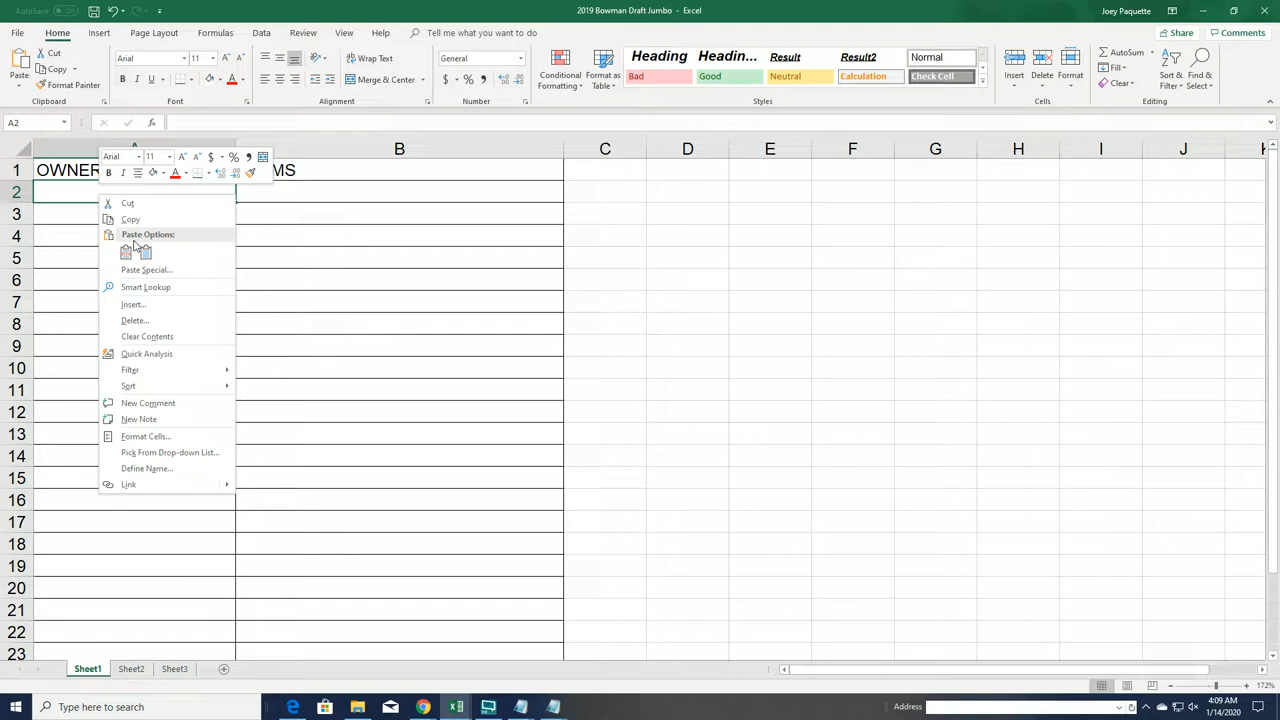 AutoSave Off
2019 Bowman Draft Jumbo - Excel
Joey Paquette
File Home Insert Page Layout Formulas Data Review View Help Tell me what you want to do
Share Comments
Paste
Cut
Copy
Format Painter
Clipboard
Arial 11
B I U
Font
Wrap Text
Merge & Center
Alignment
General
$ % ,
Number
Conditional Formatting
Format as Table
Heading Headin... Result Result2 Normal
Bad Good Neutral Calculation Check Cell
Styles
Insert Delete Format
Cells
AutoSum
Fill
Clear
Sort & Filter
Find & Select
Editing
A2
fx
A B C D E F G H I J K
1 OWNER MS
2
3
4
5
6
7
8
9
10
11
12
13
14
15
16
17
18
19
20
21
22
23
Arial 11 $ % ,
B I
Cut
Copy
Paste Options:
Paste Special...
Smart Lookup
Insert...
Delete...
Clear Contents
Quick Analysis
Filter
Sort
New Comment
New Note
Format Cells...
Pick From Drop-down List...
Define Name...
Link
Sheet1 Sheet2 Sheet3
172%
Type here to search
Address
4:09 AM
1/14/2020